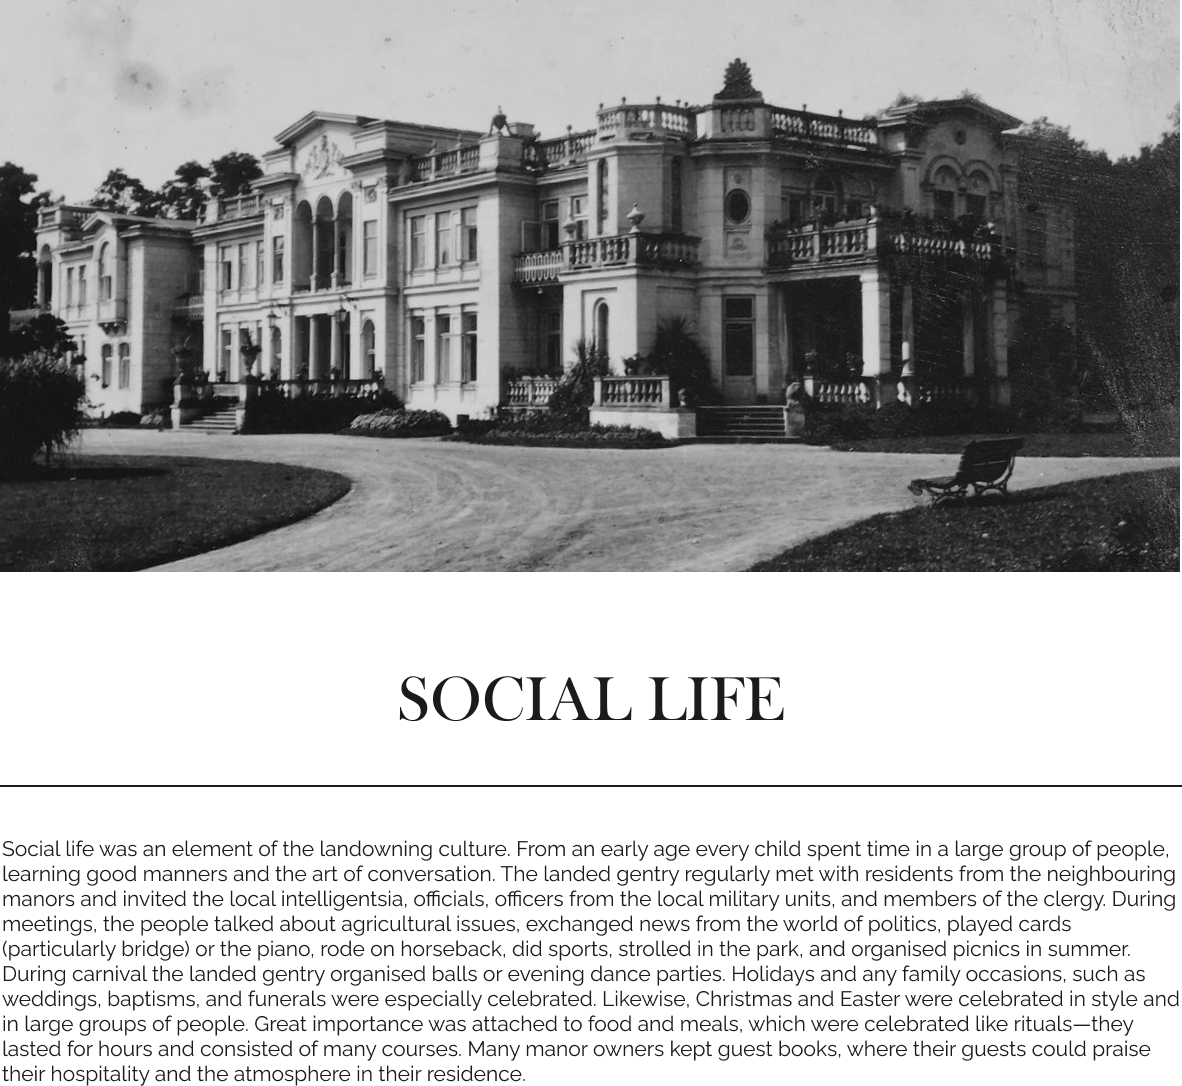 SOCIAL LIFE
Social life was an element of the landowning culture. From an early age every child spent time in a large group of people,
learning good manners and the art of conversation. The landed gentry regularly met with residents from the neighbouring
manors and invited the local intelligentsia, officials, officers from the local military units, and members of the clergy. During
meetings, the people talked about agricultural issues, exchanged news from the world of politics, played cards
(particularly bridge) or the piano, rode on horseback, did sports, strolled in the park, and organised picnics in summer.
During carnival the landed gentry organised balls or evening dance parties. Holidays and any family occasions, such as
weddings, baptisms, and funerals were especially celebrated. Likewise, Christmas and Easter were celebrated in style and
in large groups of people. Great importance was attached to food and meals, which were celebrated like rituals—they
lasted for hours and consisted of many courses. Many manor owners kept guest books, where their guests could praise
their hospitality and the atmosphere in their residence.